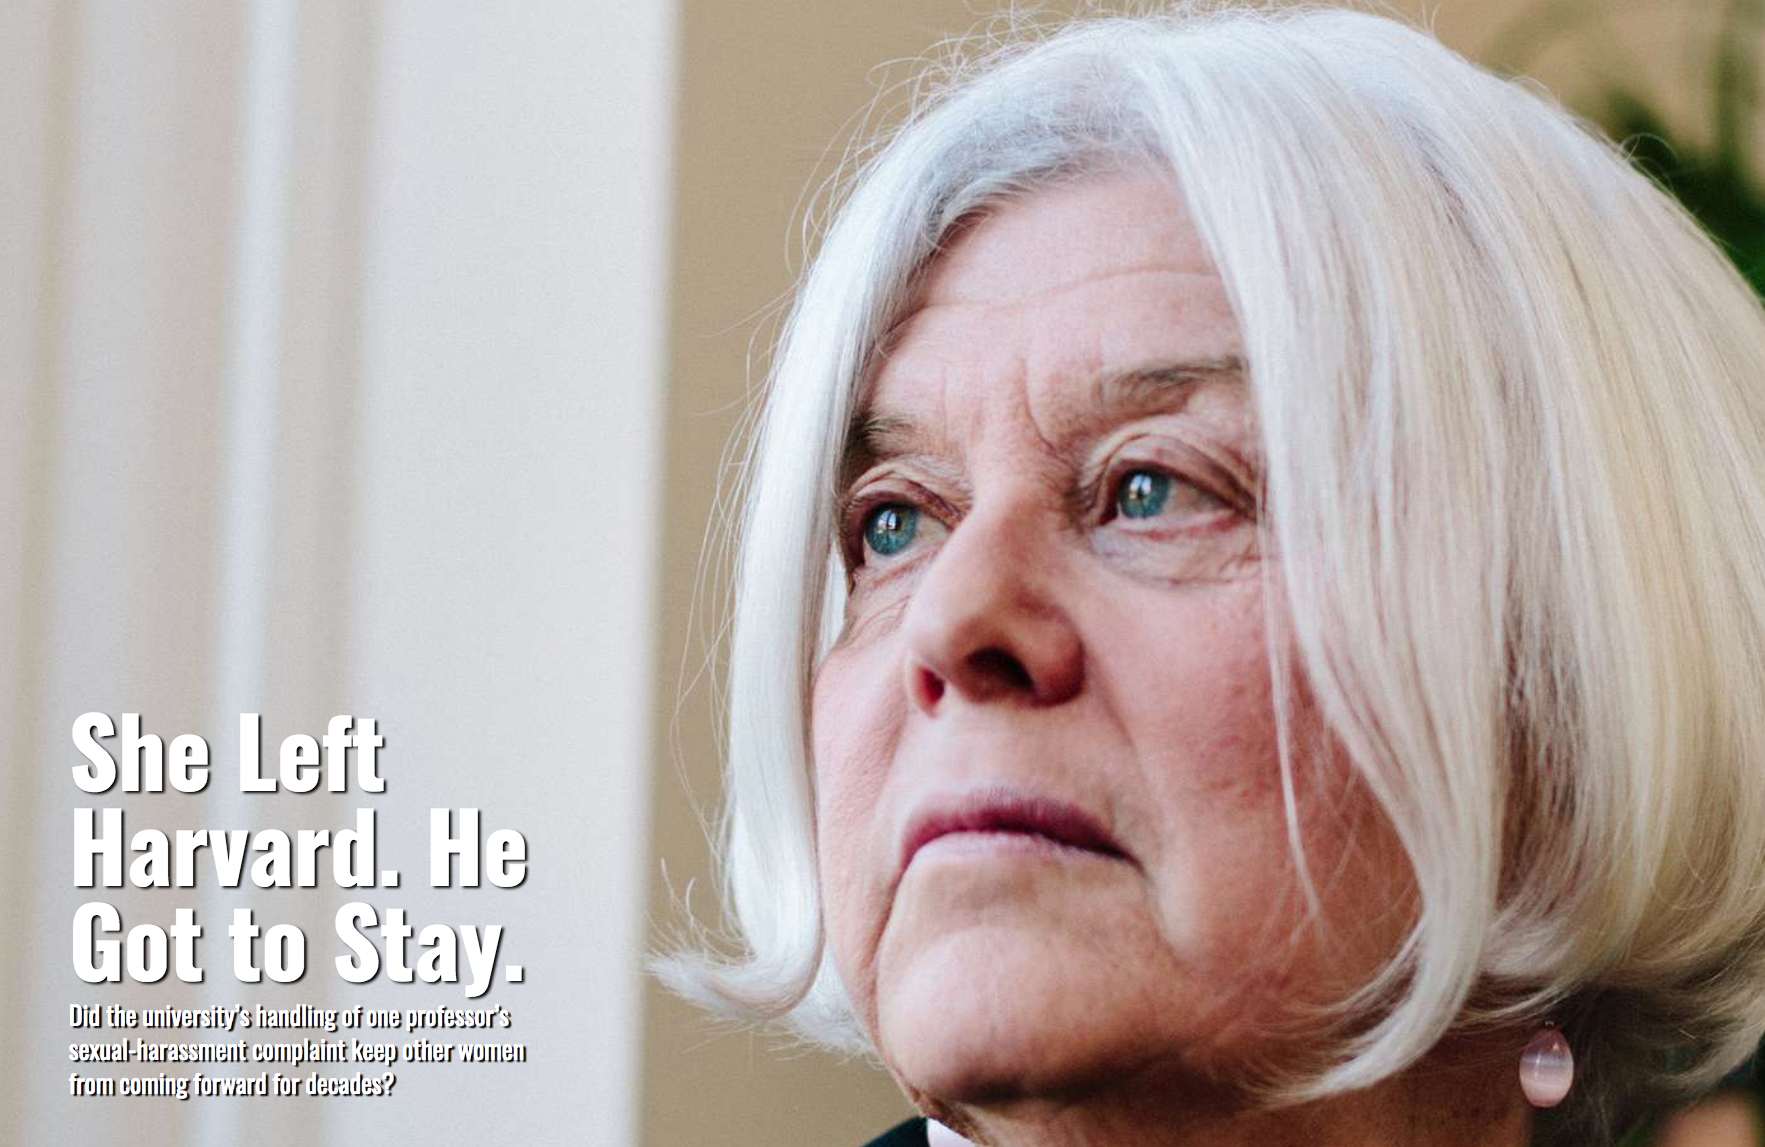 She Left
Harvard. He
Got to Stay.
Did the university's handling of one professor's
sexual-harassment complaint keep other women
from coming forward for decades?